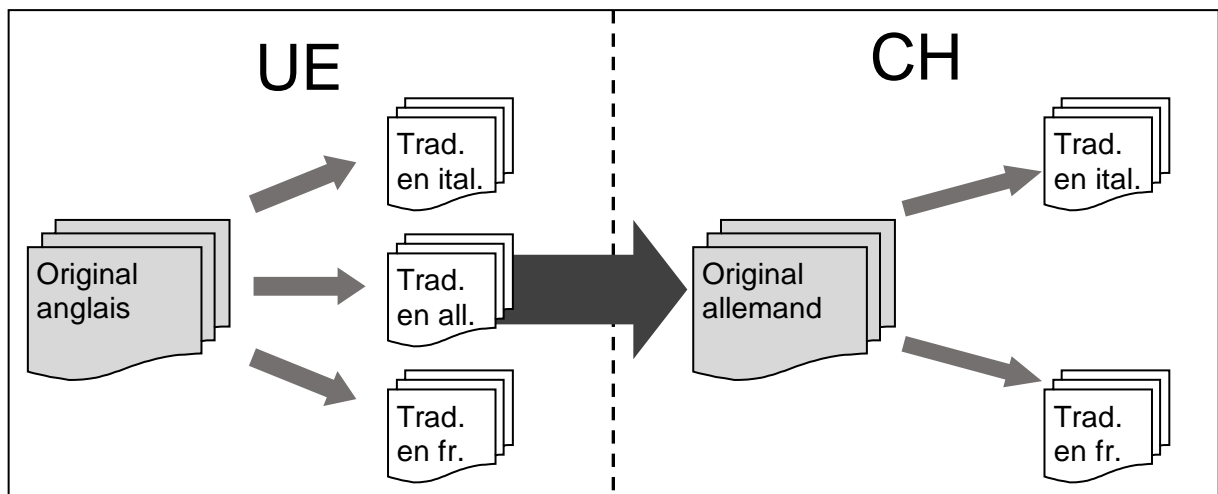 UE
CH
Trad.
en ital.
Original
anglais
Trad.
en all.
Trad.
en fr.
Original
allemand
Trad.
en ital.
Trad.
en fr.